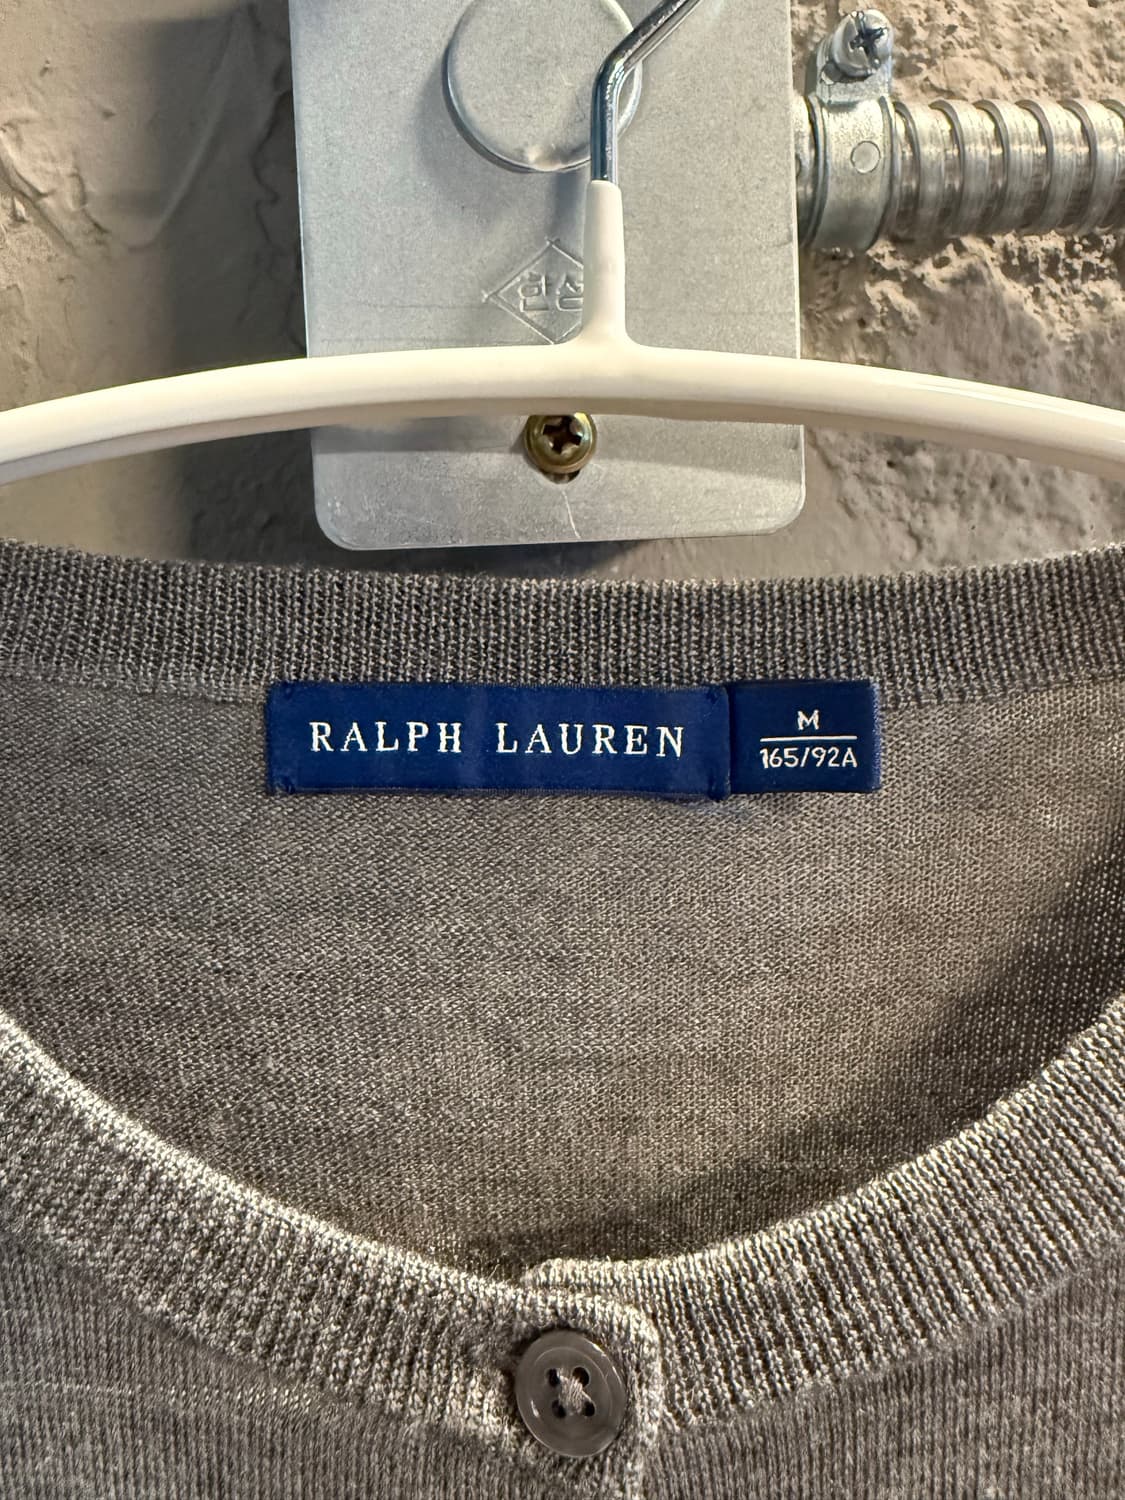 한성
RALPH LAUREN
M
165/92A